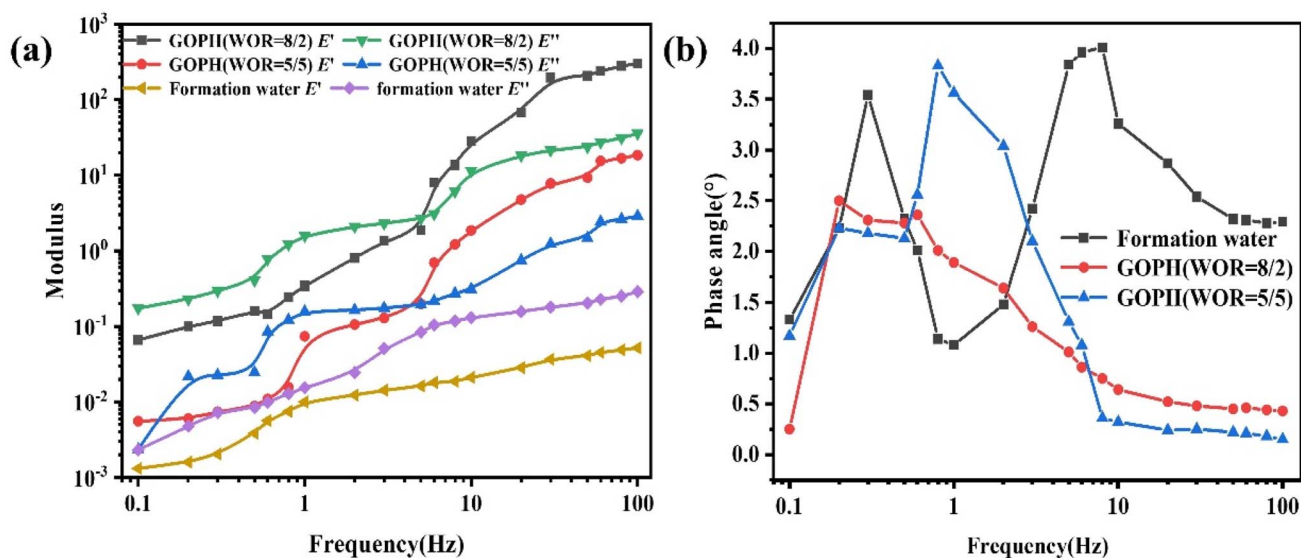 (a)
GOPH(WOR=8/2) E' GOPH(WOR=8/2) E''
GOPH(WOR=5/5) E' GOPH(WOR=5/5) E''
Formation water E' formation water E''
Modulus
10³
10²
10¹
10⁰
10⁻¹
10⁻²
10⁻³
0.1 1 10 100
Frequency(Hz)
(b)
Phase angle(°)
4.0
3.5
3.0
2.5
2.0
1.5
1.0
0.5
0.0
Formation water
GOPH(WOR=8/2)
GOPH(WOR=5/5)
0.1 1 10 100
Frequency(Hz)